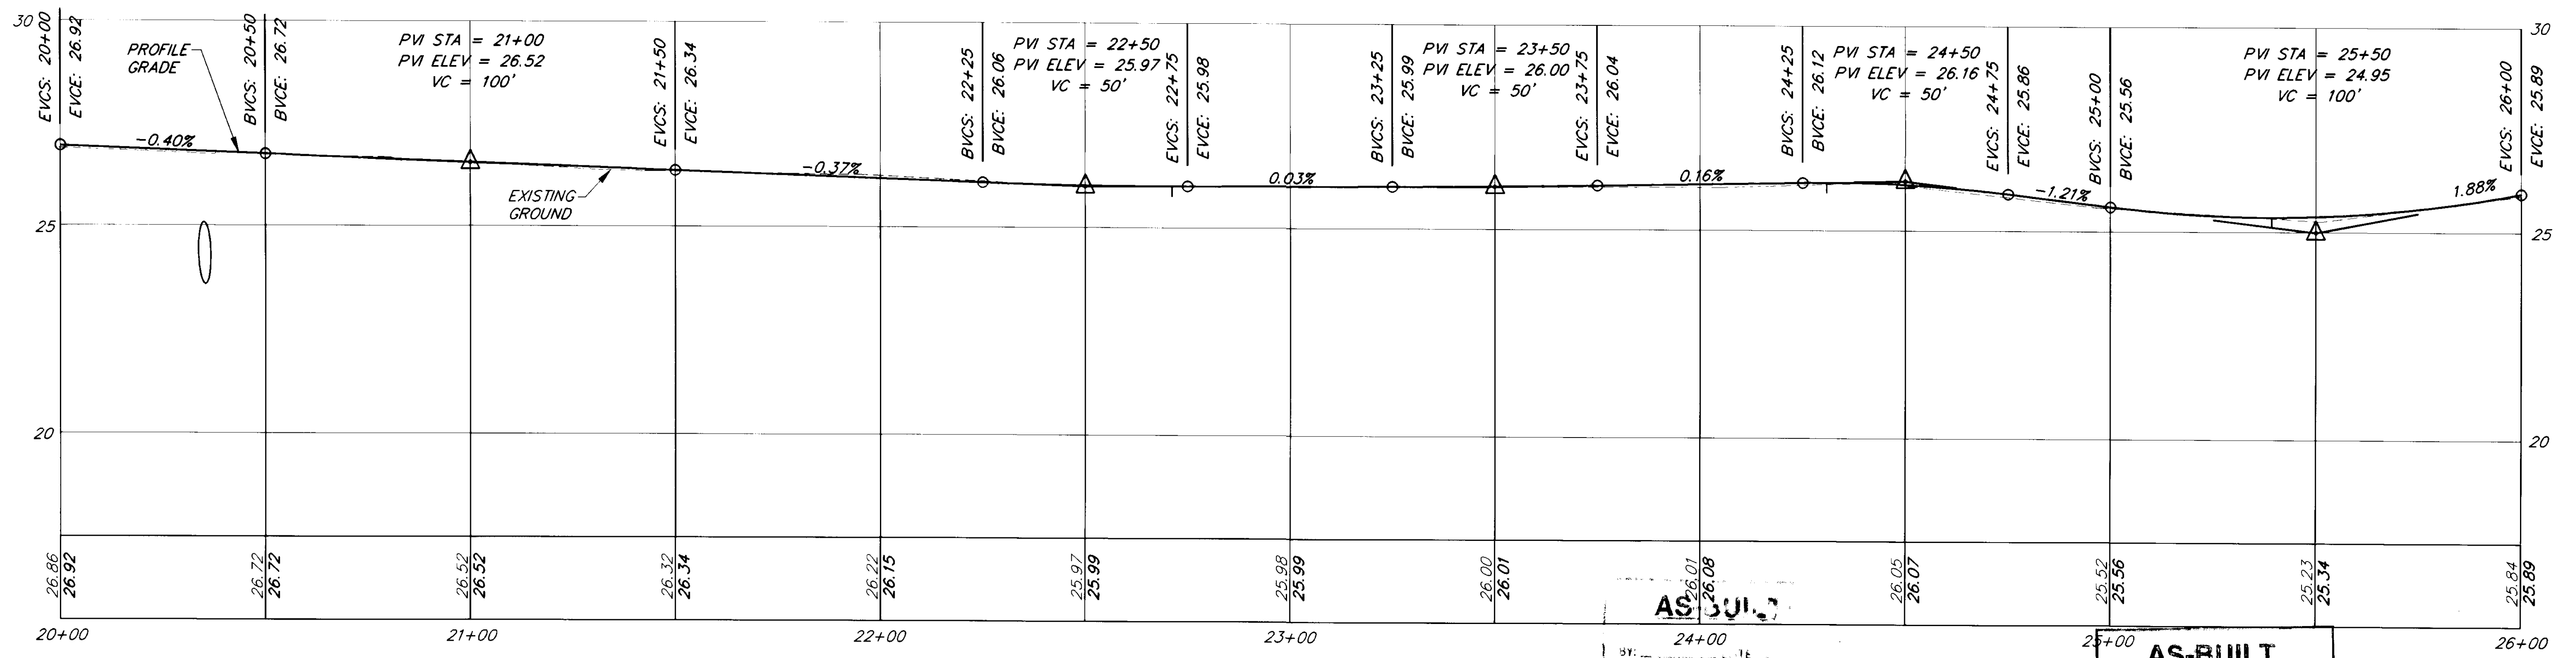 30
EVCS: 20+00
EVCE: 26.92
PROFILE
GRADE
BVCS: 20+50
BVCE: 26.72
PVI STA = 21+00
PVI ELEV = 26.52
VC = 100'
EVCS: 21+50
EVCE: 26.34
BVCS: 22+25
BVCE: 26.06
PVI STA = 22+50
PVI ELEV = 25.97
VC = 50'
EVCS: 22+75
EVCE: 25.98
BVCS: 23+25
BVCE: 25.99
PVI STA = 23+50
PVI ELEV = 26.00
VC = 50'
EVCS: 23+75
EVCE: 26.04
BVCS: 24+25
BVCE: 26.12
PVI STA = 24+50
PVI ELEV = 26.16
VC = 50'
EVCS: 24+75
EVCE: 25.86
BVCS: 25+00
BVCE: 25.56
PVI STA = 25+50
PVI ELEV = 24.95
VC = 100'
EVCS: 26+00
EVCE: 25.89
30
-0.40%
-0.37%
0.03%
0.16%
-1.21%
1.88%
EXISTING
GROUND
25
25
20
20
26.86
26.92
26.72
26.72
26.52
26.52
26.32
26.34
26.22
26.15
25.97
25.99
25.98
25.99
26.00
26.01
26.01
26.08
26.05
26.07
25.52
25.56
25.23
25.34
25.84
25.89
AS-BUILT
20+00
21+00
22+00
23+00
24+00
25+00
26+00
BY:
AS-BUILT